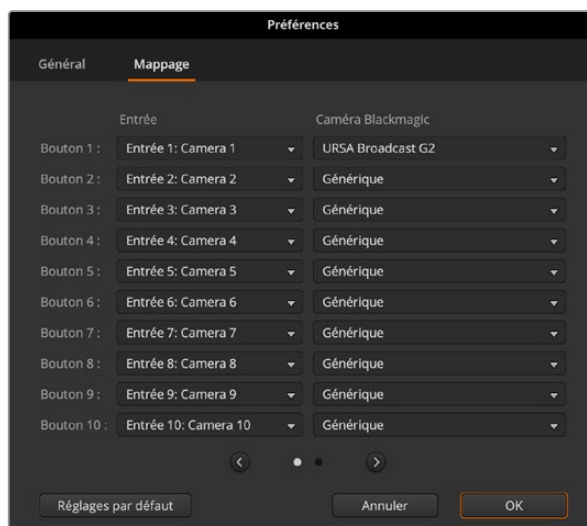 Préférences
Général Mappage
Entrée Caméra Blackmagic
Bouton 1 : Entrée 1: Camera 1 URSA Broadcast G2
Bouton 2 : Entrée 2: Camera 2 Générique
Bouton 3 : Entrée 3: Camera 3 Générique
Bouton 4 : Entrée 4: Camera 4 Générique
Bouton 5 : Entrée 5: Camera 5 Générique
Bouton 6 : Entrée 6: Camera 6 Générique
Bouton 7 : Entrée 7: Camera 7 Générique
Bouton 8 : Entrée 8: Camera 8 Générique
Bouton 9 : Entrée 9: Camera 9 Générique
Bouton 10 : Entrée 10: Camera 10 Générique
Réglages par défaut Annuler OK